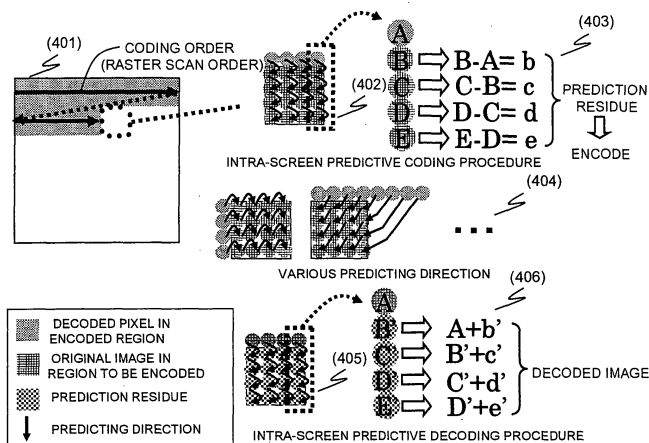 (401)
CODING ORDER
(RASTER SCAN ORDER)
(402)
A
B B-A= b
C C-B= c
D D-C= d
E E-D= e
(403)
PREDICTION
RESIDUE
ENCODE
INTRA-SCREEN PREDICTIVE CODING PROCEDURE
(404)
...
VARIOUS PREDICTING DIRECTION
DECODED PIXEL IN
ENCODED REGION
ORIGINAL IMAGE IN
REGION TO BE ENCODED
PREDICTION RESIDUE
PREDICTING DIRECTION
(405)
A
B' A+b'
C' B'+c'
D' C'+d'
E' D'+e'
(406)
DECODED IMAGE
INTRA-SCREEN PREDICTIVE DECODING PROCEDURE